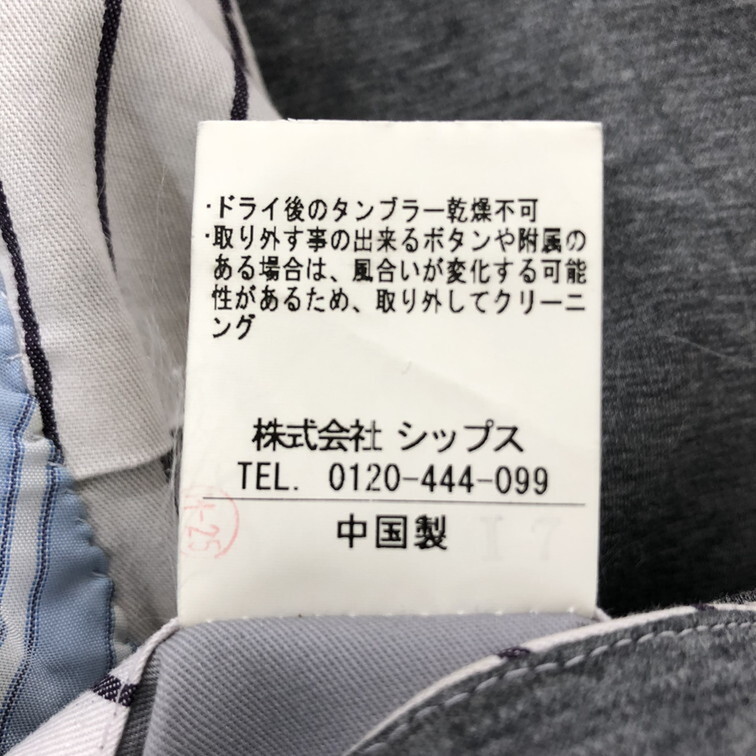 ・ドライ後のタンブラー乾燥不可
・取り外す事の出来るボタンや附属の
ある場合は、風合いが変化する可能
性があるため、取り外してクリーニ
ング
株式会社 シップス
TEL. 0120-444-099
中国製